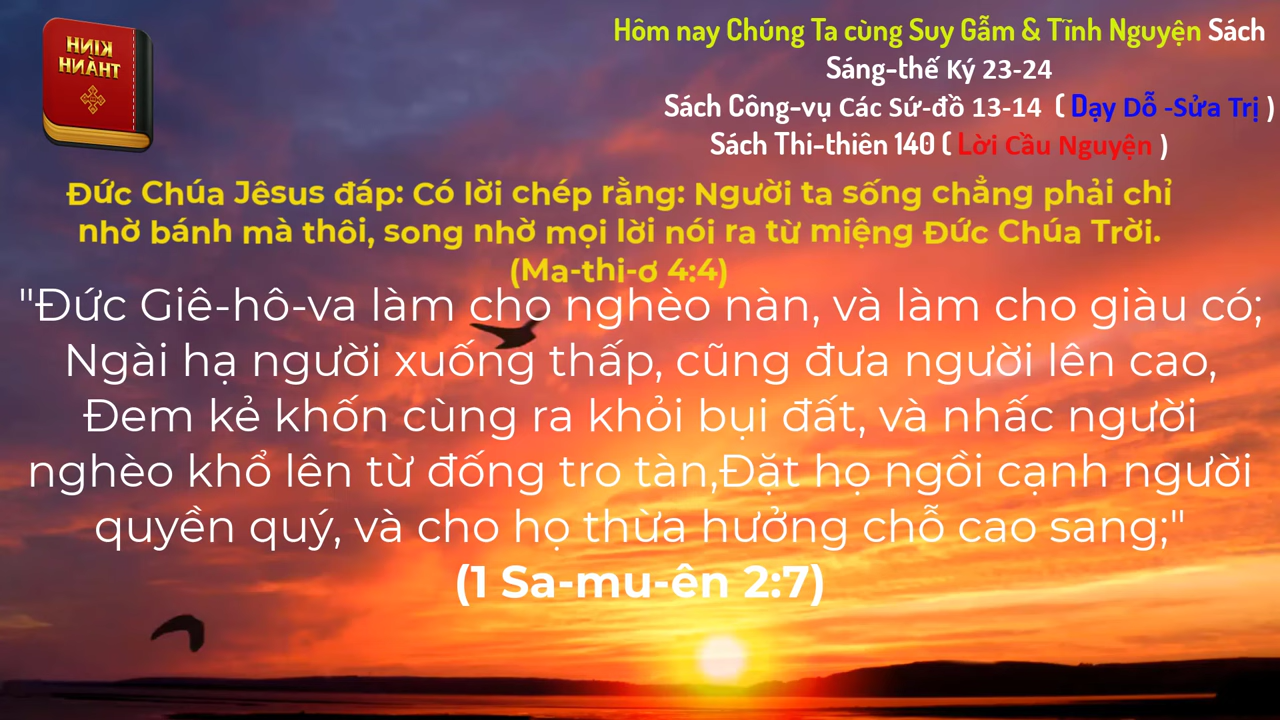 KINH
THÁNH
Hôm nay Chúng Ta cùng Suy Gẫm & Tĩnh Nguyện Sách
Sáng-thế Ký 23-24
Sách Công-vụ Các Sứ-đồ 13-14 ( Dạy Dỗ -Sửa Trị )
Sách Thi-thiên 140 ( Lời Cầu Nguyện )
Đức Chúa Jêsus đáp: Có lời chép rằng: Người ta sống chẳng phải chỉ
nhờ bánh mà thôi, song nhờ mọi lời nói ra từ miệng Đức Chúa Trời.
(Ma-thi-ơ 4:4)
"Đức Giê-hô-va làm cho nghèo nàn, và làm cho giàu có;
Ngài hạ người xuống thấp, cũng đưa người lên cao,
Đem kẻ khốn cùng ra khỏi bụi đất, và nhấc người
nghèo khổ lên từ đống tro tàn,Đặt họ ngồi cạnh người
quyền quý, và cho họ thừa hưởng chỗ cao sang;"
(1 Sa-mu-ên 2:7)